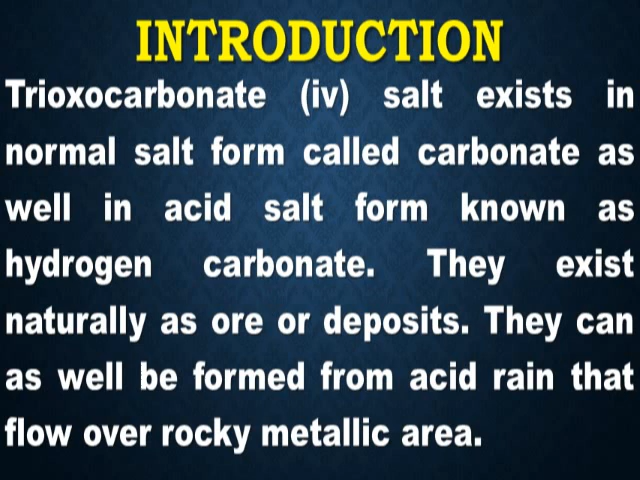 INTRODUCTION
Trioxocarbonate (iv) salt exists in
normal salt form called carbonate as
well in acid salt form known as
hydrogen carbonate. They exist
naturally as ore or deposits. They can
as well be formed from acid rain that
flow over rocky metallic area.